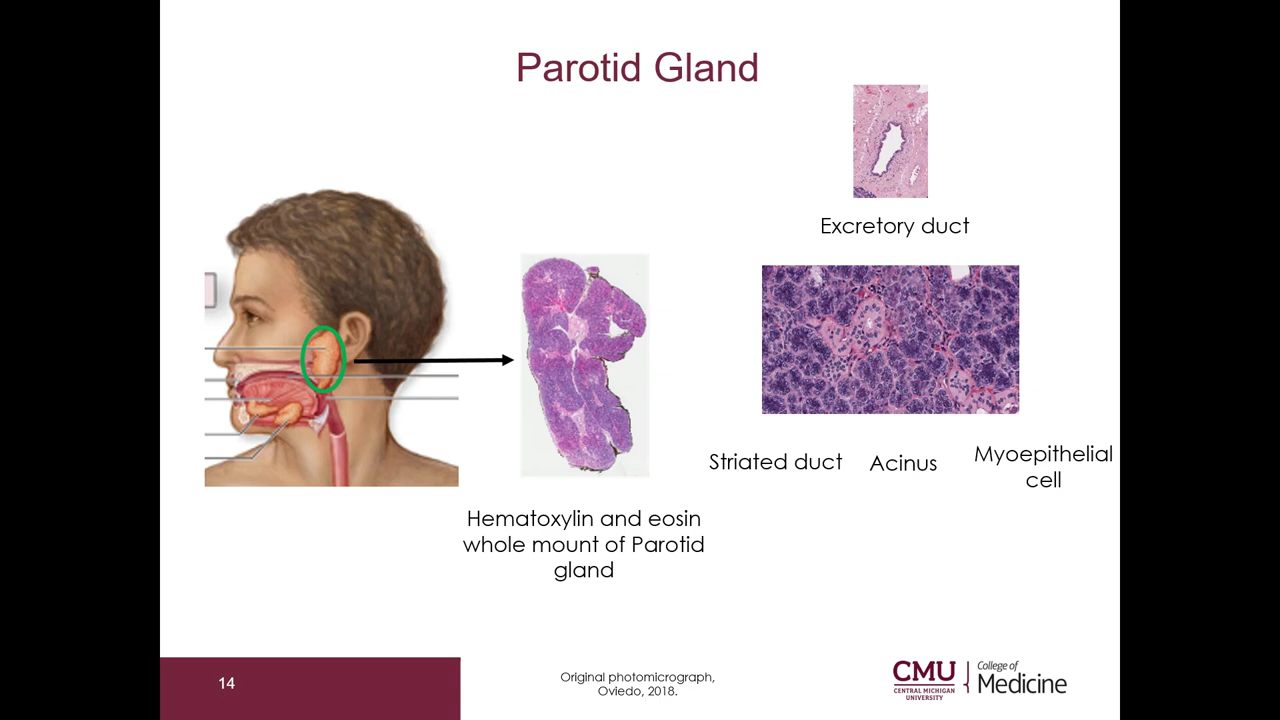 Parotid Gland
Excretory duct
Striated duct
Acinus
Myoepithelial
cell
Hematoxylin and eosin
whole mount of Parotid
gland
14
Original photomicrograph,
Oviedo, 2018.
CMU
CENTRAL MICHIGAN
UNIVERSITY
College of
Medicine